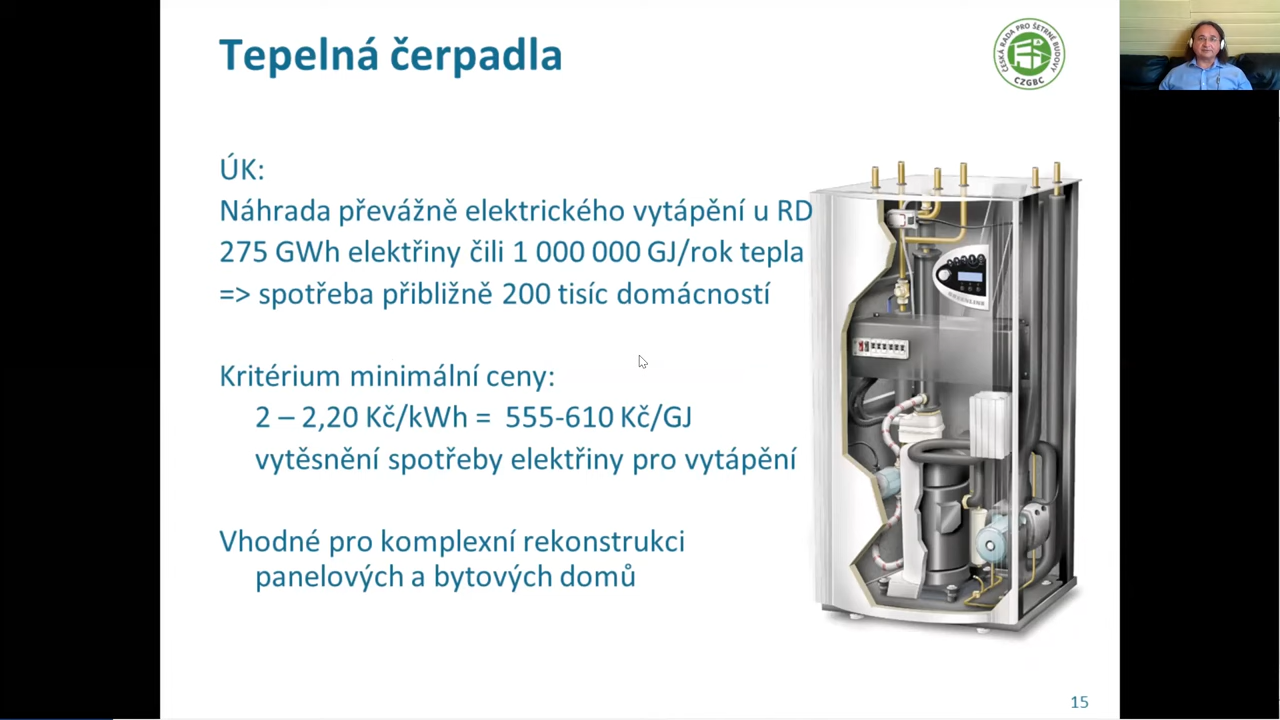 Tepelná čerpadla
ČESKÁ RADA PRO ŠETRNÉ BUDOVY
CZGBC
ÚK:
Náhrada převážně elektrického vytápění u RD
275 GWh elektřiny čili 1 000 000 GJ/rok tepla
=> spotřeba přibližně 200 tisíc domácností
Kritérium minimální ceny:
2 – 2,20 Kč/kWh = 555-610 Kč/GJ
vytěsnění spotřeby elektřiny pro vytápění
Vhodné pro komplexní rekonstrukci
panelových a bytových domů
15